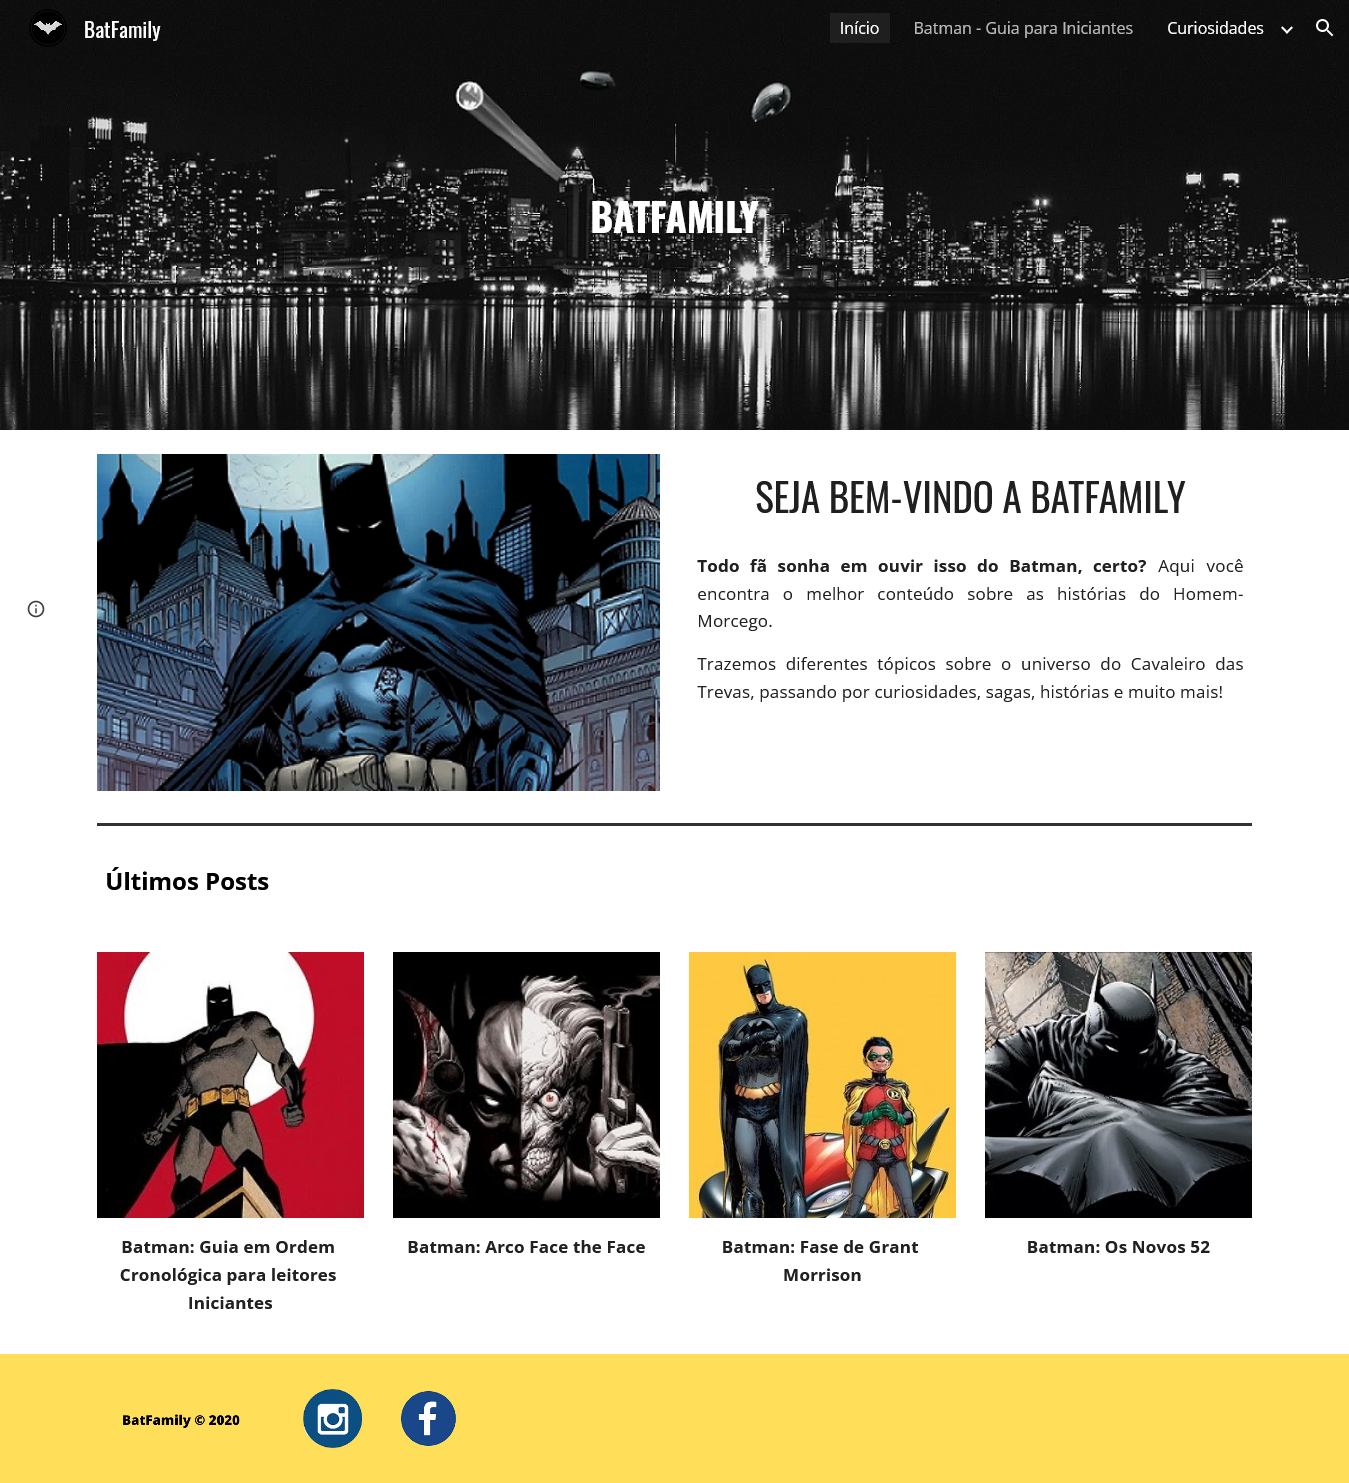 BatFamily
Início
Batman - Guia para Iniciantes
Curiosidades
BATFAMILY
SEJA BEM-VINDO A BATFAMILY
Todo fã sonha em ouvir isso do Batman, certo? Aqui você
encontra o melhor conteúdo sobre as histórias do Homem-
Morcego.
Trazemos diferentes tópicos sobre o universo do Cavaleiro das
Trevas, passando por curiosidades, sagas, histórias e muito mais!
Últimos Posts
Batman: Guia em Ordem
Cronológica para leitores
Iniciantes
Batman: Arco Face the Face
Batman: Fase de Grant
Morrison
Batman: Os Novos 52
BatFamily © 2020